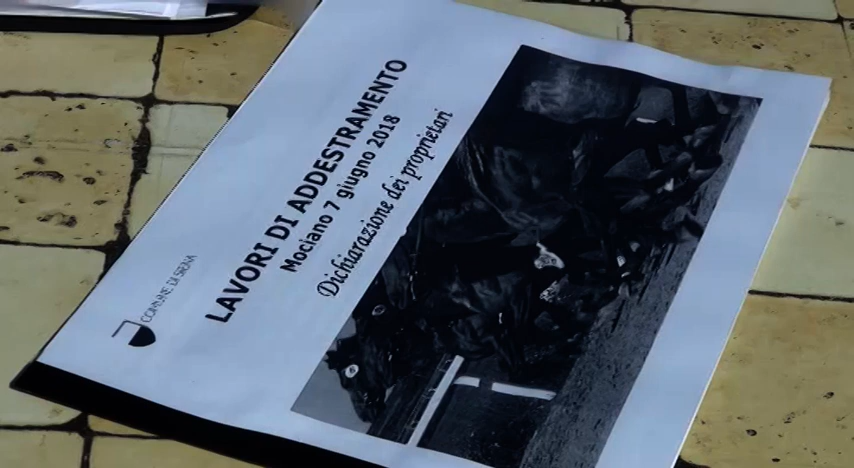 COMUNE DI SIENA
LAVORI DI ADDESTRAMENTO
Mociano 7 giugno 2018
Dichiarazione dei proprietari